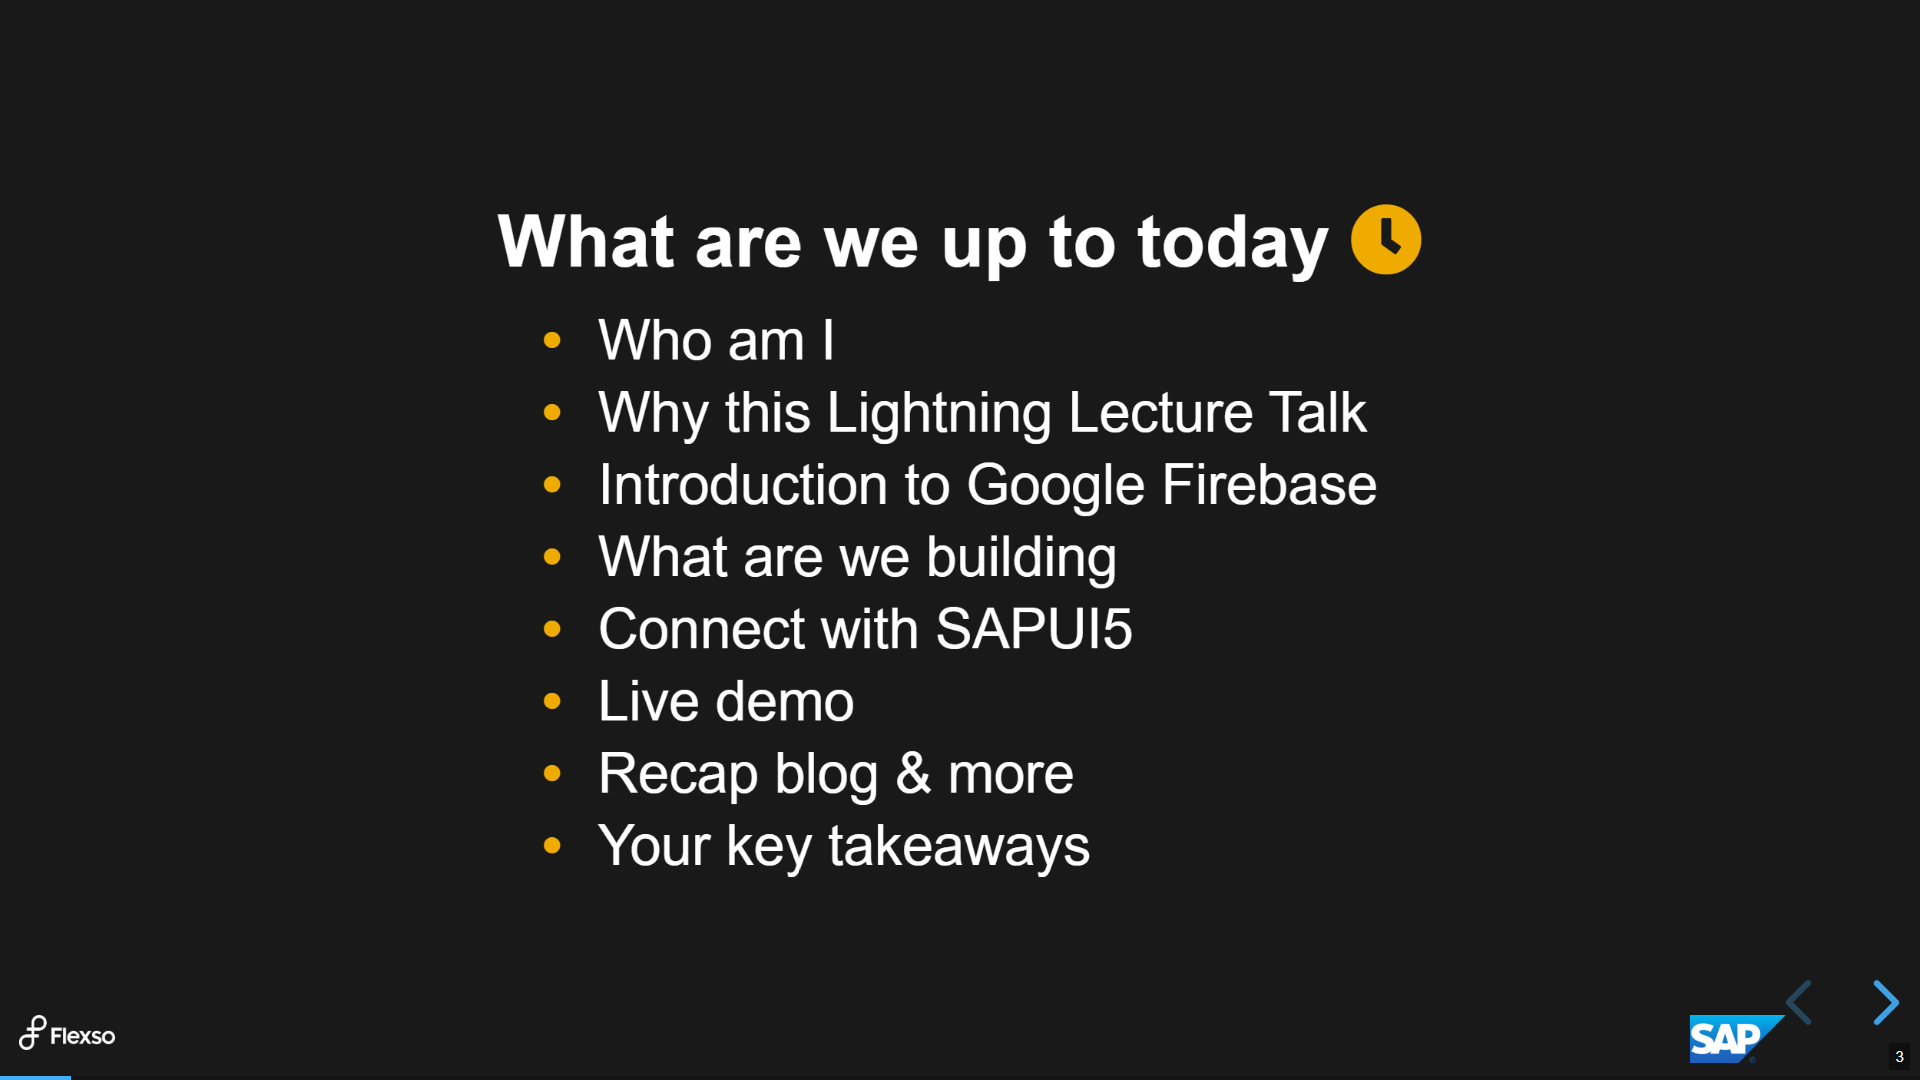 What are we up to today
Who am I
Why this Lightning Lecture Talk
Introduction to Google Firebase
What are we building
Connect with SAPUI5
Live demo
Recap blog & more
Your key takeaways
Flexso
SAP
®
3